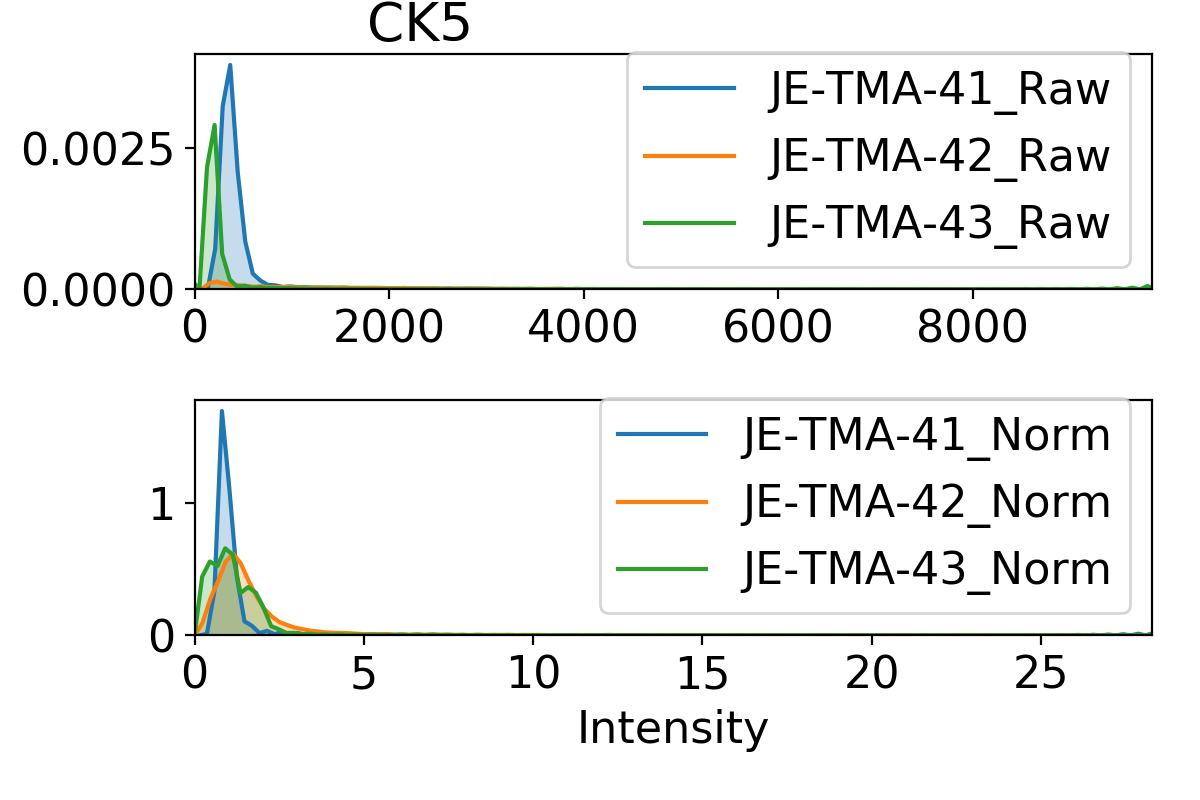 CK5
0.0025
0.0000
JE-TMA-41_Raw
JE-TMA-42_Raw
JE-TMA-43_Raw
0 2000 4000 6000 8000
1
0
JE-TMA-41_Norm
JE-TMA-42_Norm
JE-TMA-43_Norm
0 5 10 15 20 25
Intensity